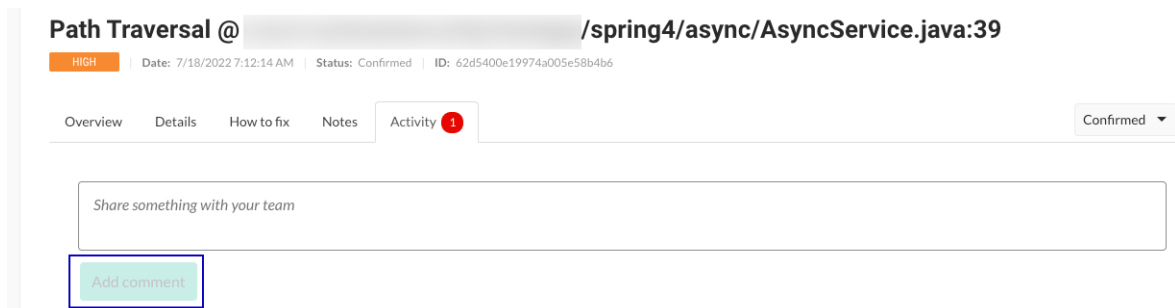 Path Traversal @ /spring4/async/AsyncService.java:39
HIGH Date: 7/18/2022 7:12:14 AM Status: Confirmed ID: 62d5400e19974a005e58b4b6
Overview Details How to fix Notes Activity 1 Confirmed
Share something with your team
Add comment